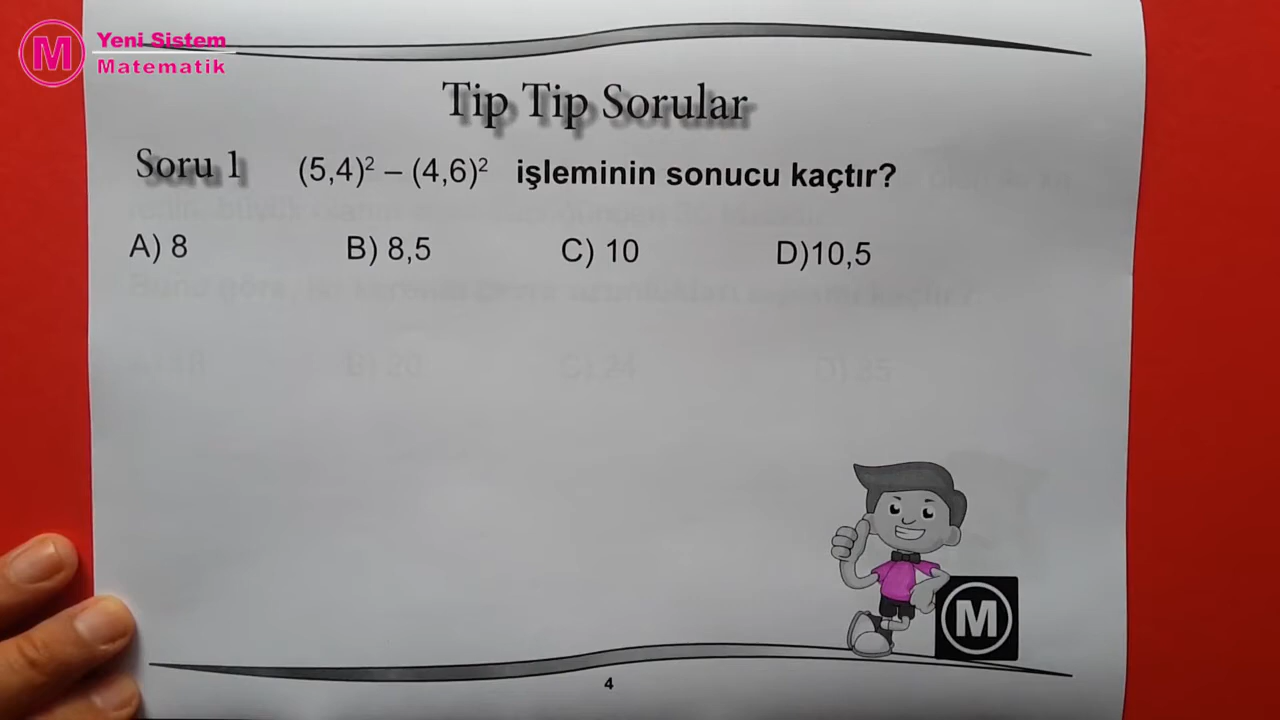 M Yeni Sistem
Matematik
Tip Tip Sorular
Soru 1 (5,4)² – (4,6)² işleminin sonucu kaçtır?
A) 8 B) 8,5 C) 10 D)10,5
M
4